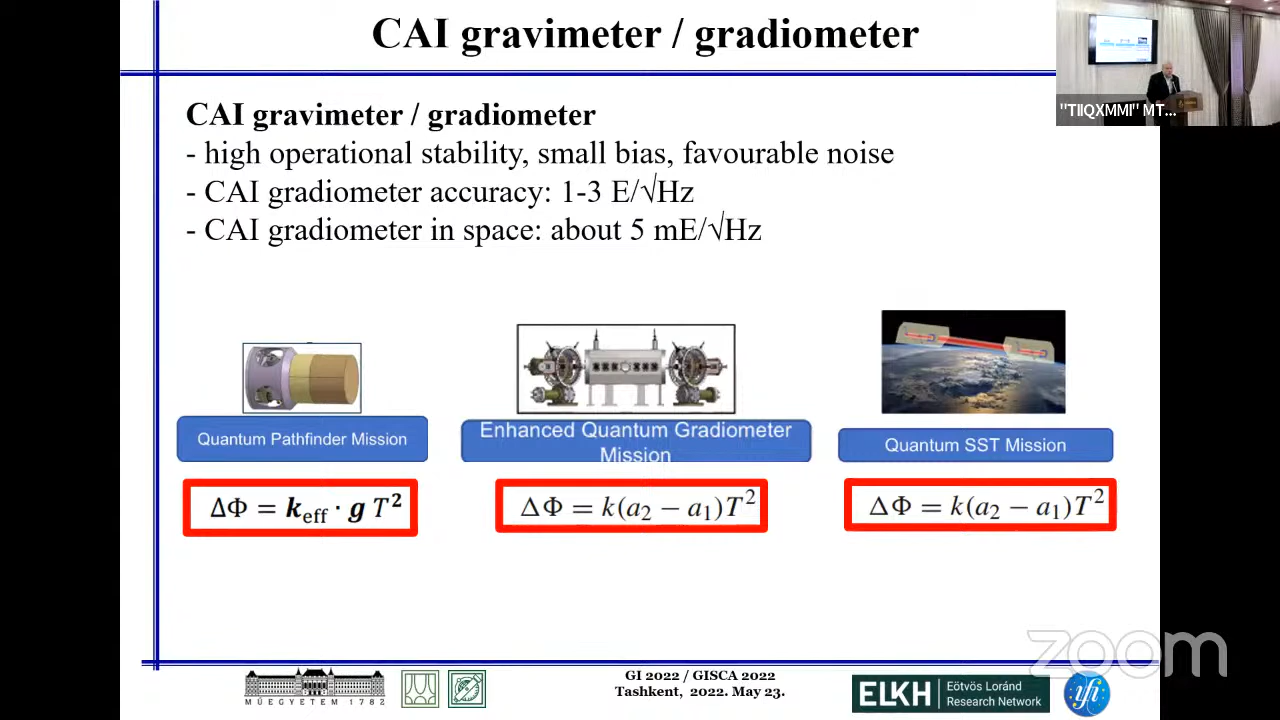 CAI gravimeter / gradiometer
"TIIQXMMI" MT...
CAI gravimeter / gradiometer
- high operational stability, small bias, favourable noise
- CAI gradiometer accuracy: 1-3 E/√Hz
- CAI gradiometer in space: about 5 mE/√Hz
Quantum Pathfinder Mission
Enhanced Quantum Gradiometer
Mission
Quantum SST Mission
ΔΦ = k_eff · g T²
ΔΦ = k(a₂ − a₁)T²
ΔΦ = k(a₂ − a₁)T²
zoom
MŰEGYETEM 1782
GI 2022 / GISCA 2022
Tashkent, 2022. May 23.
ELKH
Eötvös Loránd
Research Network
yfi